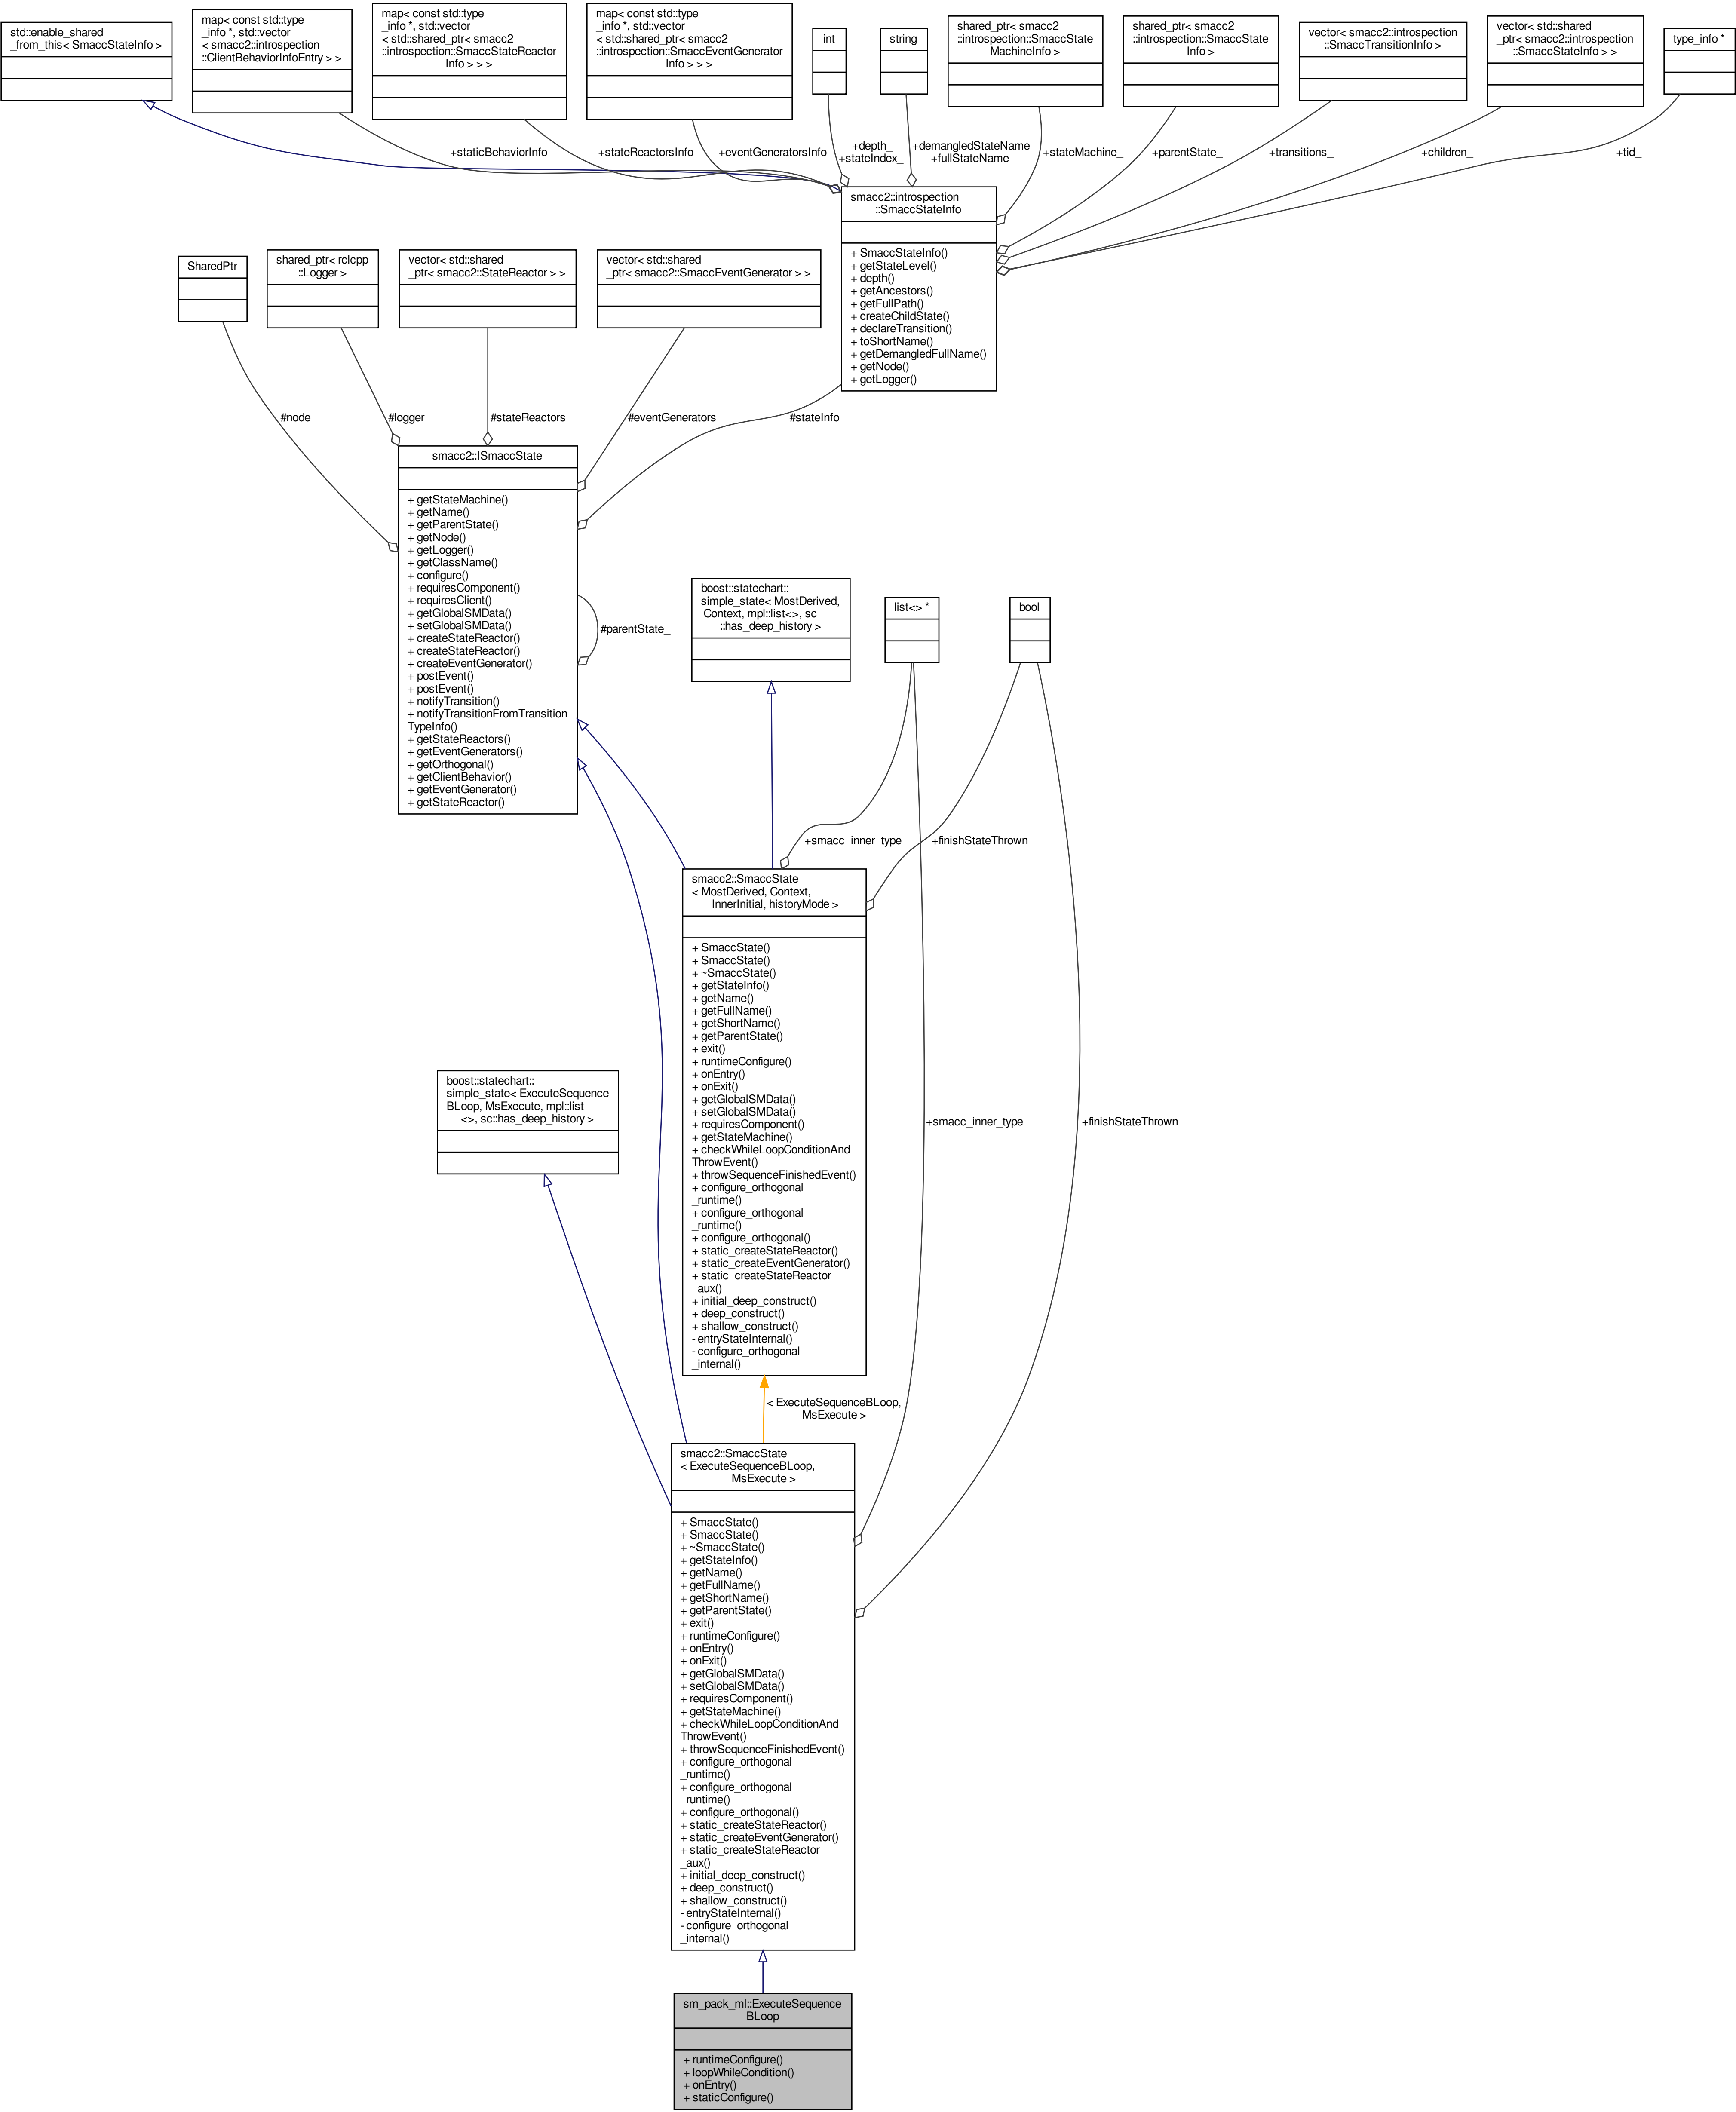 std::enable_shared
_from_this< SmaccStateInfo >
map< const std::type
_info *, std::vector
< smacc2::introspection
::ClientBehaviorInfoEntry > >
map< const std::type
_info *, std::vector
< std::shared_ptr< smacc2
::introspection::SmaccStateReactor
Info > > >
map< const std::type
_info *, std::vector
< std::shared_ptr< smacc2
::introspection::SmaccEventGenerator
Info > > >
int
string
shared_ptr< smacc2
::introspection::SmaccState
MachineInfo >
shared_ptr< smacc2
::introspection::SmaccState
Info >
vector< smacc2::introspection
::SmaccTransitionInfo >
vector< std::shared
_ptr< smacc2::introspection
::SmaccStateInfo > >
type_info *
+staticBehaviorInfo
+stateReactorsInfo
+eventGeneratorsInfo
+depth_
+stateIndex_
+demangledStateName
+fullStateName
+stateMachine_
+parentState_
+transitions_
+children_
+tid_
smacc2::introspection
::SmaccStateInfo
+ SmaccStateInfo()
+ getStateLevel()
+ depth()
+ getAncestors()
+ getFullPath()
+ createChildState()
+ declareTransition()
+ toShortName()
+ getDemangledFullName()
+ getNode()
+ getLogger()
SharedPtr
shared_ptr< rclcpp
::Logger >
vector< std::shared
_ptr< smacc2::StateReactor > >
vector< std::shared
_ptr< smacc2::SmaccEventGenerator > >
#node_
#logger_
#stateReactors_
#eventGenerators_
#stateInfo_
smacc2::ISmaccState
+ getStateMachine()
+ getName()
+ getParentState()
+ getNode()
+ getLogger()
+ getClassName()
+ configure()
+ requiresComponent()
+ requiresClient()
+ getGlobalSMData()
+ setGlobalSMData()
+ createStateReactor()
+ createStateReactor()
+ createEventGenerator()
+ postEvent()
+ postEvent()
+ notifyTransition()
+ notifyTransitionFromTransition
TypeInfo()
+ getStateReactors()
+ getEventGenerators()
+ getOrthogonal()
+ getClientBehavior()
+ getEventGenerator()
+ getStateReactor()
#parentState_
boost::statechart::
simple_state< MostDerived,
Context, mpl::list<>, sc
::has_deep_history >
list<> *
bool
+smacc_inner_type
+finishStateThrown
smacc2::SmaccState
< MostDerived, Context,
InnerInitial, historyMode >
+ SmaccState()
+ SmaccState()
+ ~SmaccState()
+ getStateInfo()
+ getName()
+ getFullName()
+ getShortName()
+ getParentState()
+ exit()
+ runtimeConfigure()
+ onEntry()
+ onExit()
+ getGlobalSMData()
+ setGlobalSMData()
+ requiresComponent()
+ getStateMachine()
+ checkWhileLoopConditionAnd
ThrowEvent()
+ throwSequenceFinishedEvent()
+ configure_orthogonal
_runtime()
+ configure_orthogonal
_runtime()
+ configure_orthogonal()
+ static_createStateReactor()
+ static_createEventGenerator()
+ static_createStateReactor
_aux()
+ initial_deep_construct()
+ deep_construct()
+ shallow_construct()
- entryStateInternal()
- configure_orthogonal
_internal()
boost::statechart::
simple_state< ExecuteSequence
BLoop, MsExecute, mpl::list
<>, sc::has_deep_history >
+smacc_inner_type
+finishStateThrown
< ExecuteSequenceBLoop,
MsExecute >
smacc2::SmaccState
< ExecuteSequenceBLoop,
MsExecute >
+ SmaccState()
+ SmaccState()
+ ~SmaccState()
+ getStateInfo()
+ getName()
+ getFullName()
+ getShortName()
+ getParentState()
+ exit()
+ runtimeConfigure()
+ onEntry()
+ onExit()
+ getGlobalSMData()
+ setGlobalSMData()
+ requiresComponent()
+ getStateMachine()
+ checkWhileLoopConditionAnd
ThrowEvent()
+ throwSequenceFinishedEvent()
+ configure_orthogonal
_runtime()
+ configure_orthogonal
_runtime()
+ configure_orthogonal()
+ static_createStateReactor()
+ static_createEventGenerator()
+ static_createStateReactor
_aux()
+ initial_deep_construct()
+ deep_construct()
+ shallow_construct()
- entryStateInternal()
- configure_orthogonal
_internal()
sm_pack_ml::ExecuteSequence
BLoop
+ runtimeConfigure()
+ loopWhileCondition()
+ onEntry()
+ staticConfigure()